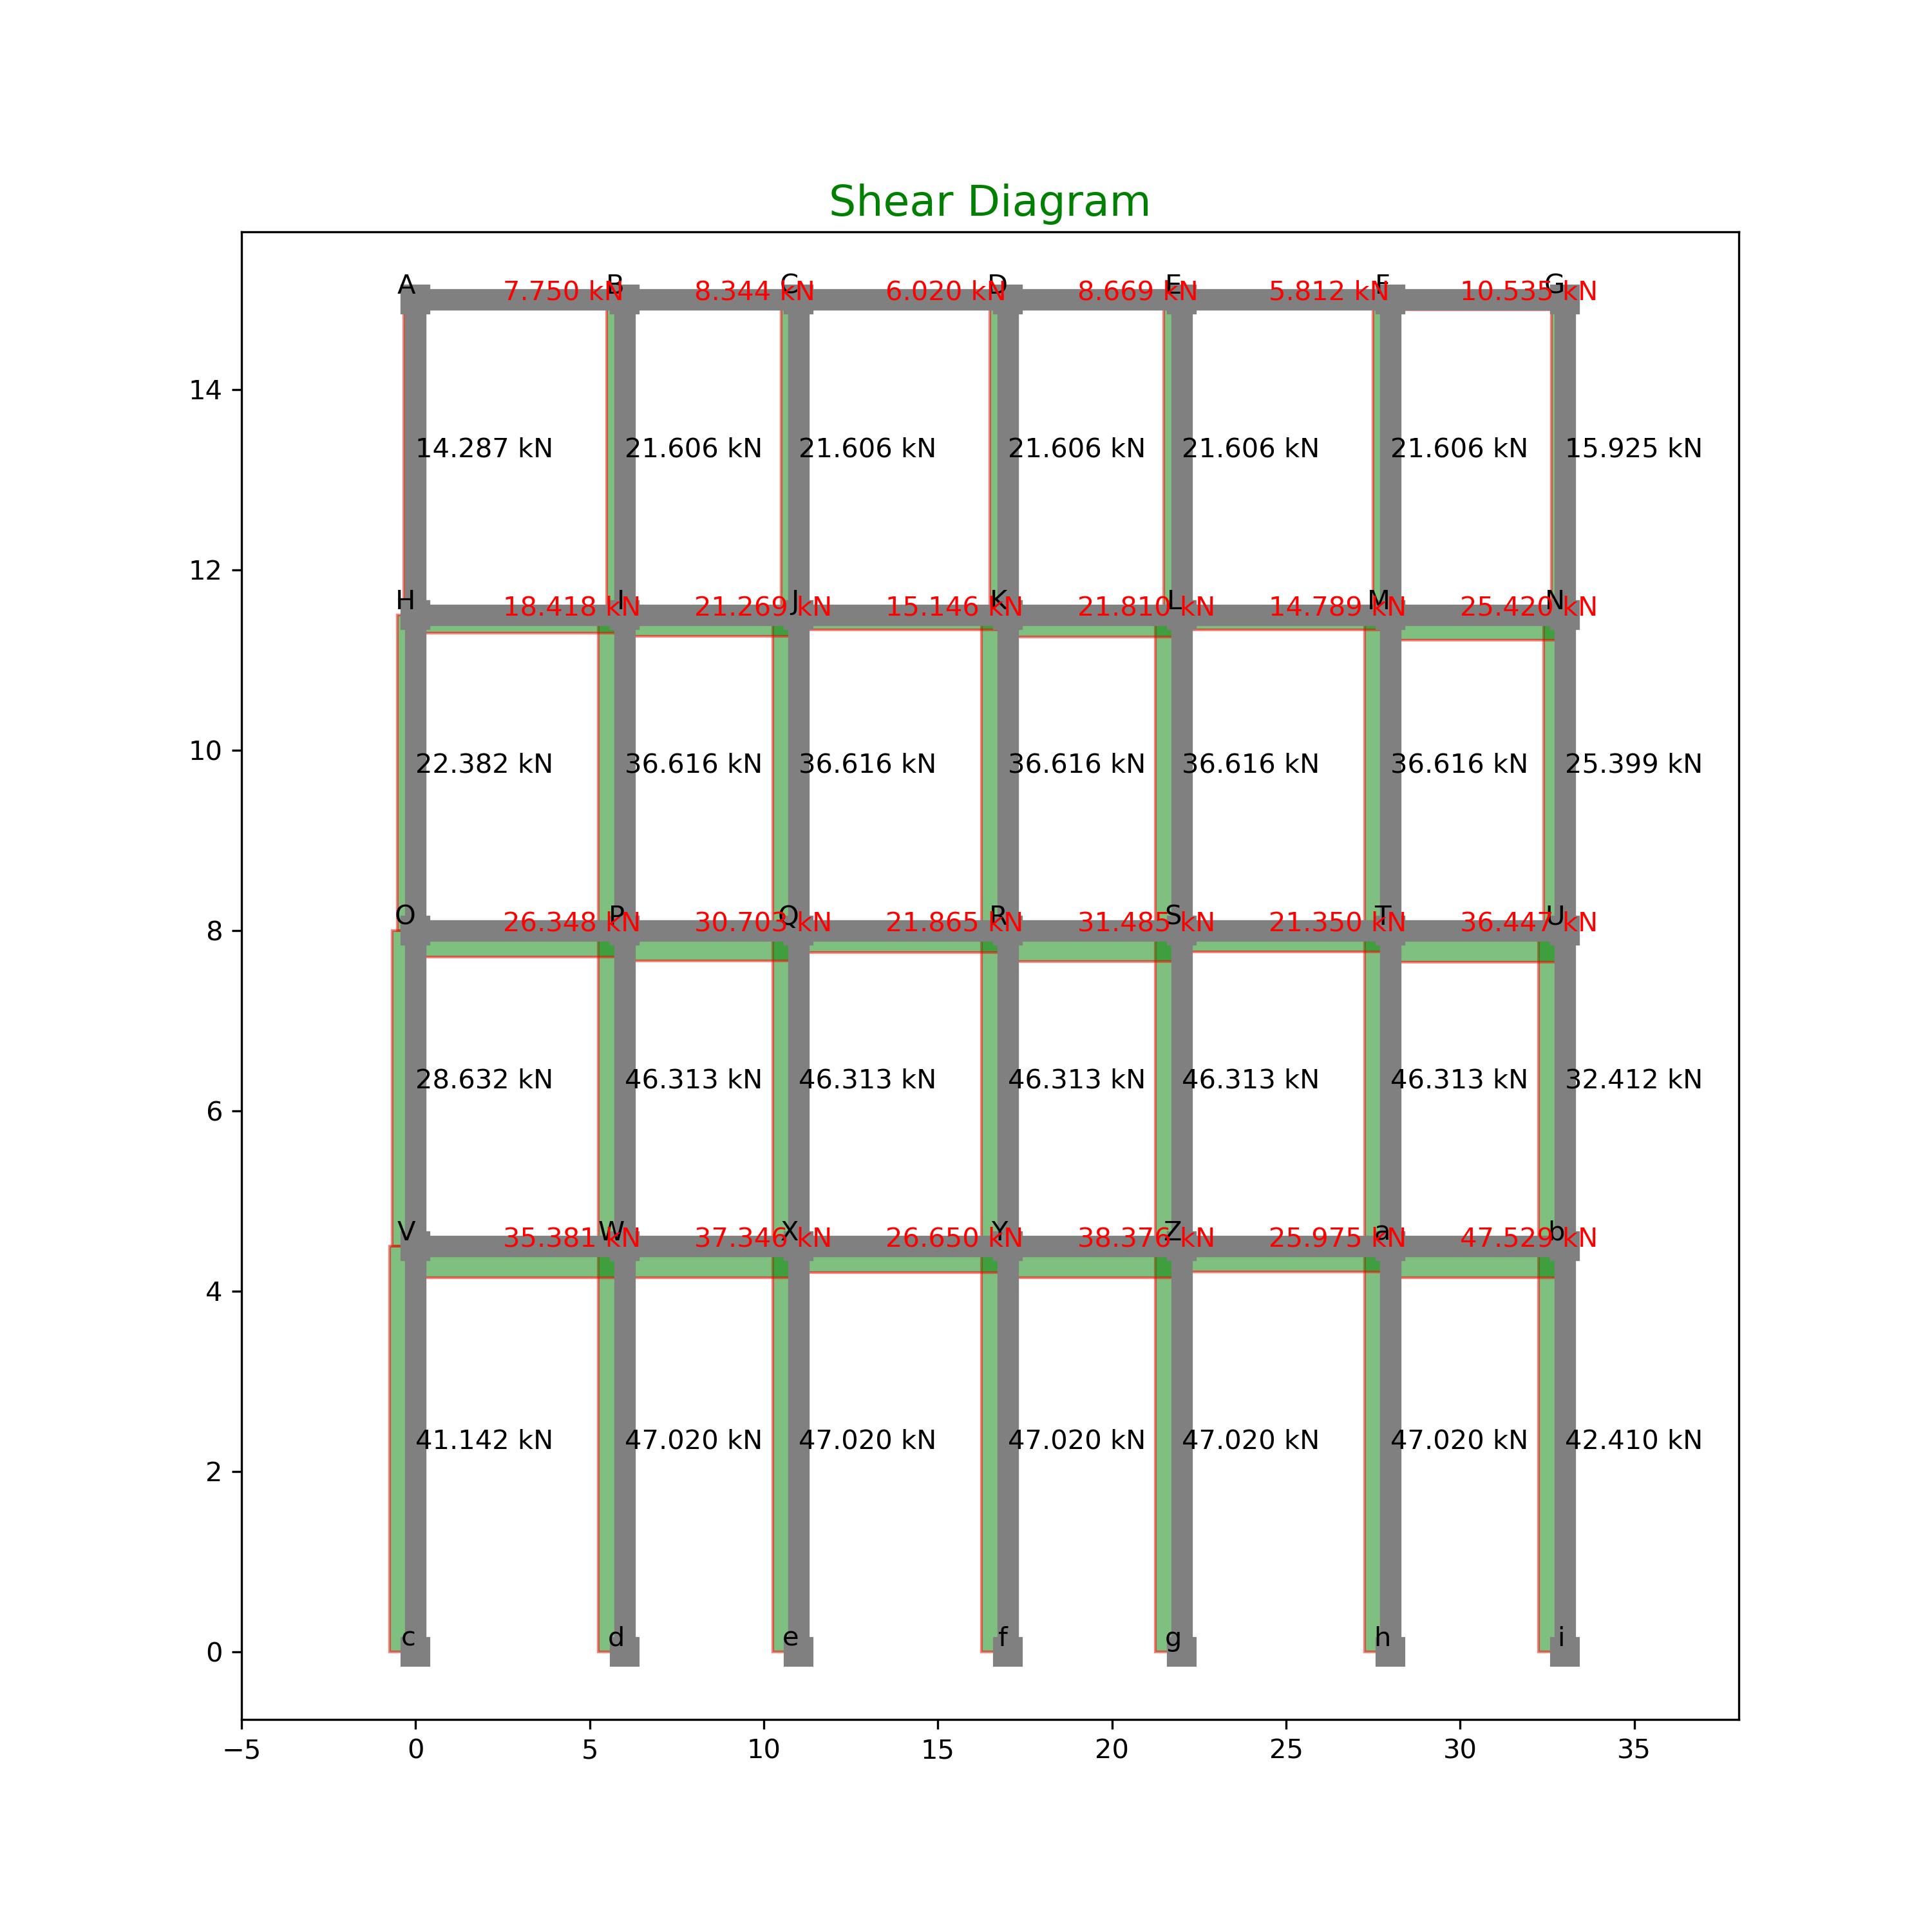 Shear Diagram
A B C D E F G
7.750 kN 8.344 kN 6.020 kN 8.669 kN 5.812 kN 10.535 kN
14
14.287 kN 21.606 kN 21.606 kN 21.606 kN 21.606 kN 21.606 kN 15.925 kN
12
H I J K L M N
18.418 kN 21.269 kN 15.146 kN 21.810 kN 14.789 kN 25.420 kN
10
22.382 kN 36.616 kN 36.616 kN 36.616 kN 36.616 kN 36.616 kN 25.399 kN
O P Q R S T U
8
26.348 kN 30.703 kN 21.865 kN 31.485 kN 21.350 kN 36.447 kN
28.632 kN 46.313 kN 46.313 kN 46.313 kN 46.313 kN 46.313 kN 32.412 kN
6
V W X Y Z a b
35.381 kN 37.346 kN 26.650 kN 38.376 kN 25.975 kN 47.529 kN
4
41.142 kN 47.020 kN 47.020 kN 47.020 kN 47.020 kN 47.020 kN 42.410 kN
2
c d e f g h i
0
−5 0 5 10 15 20 25 30 35